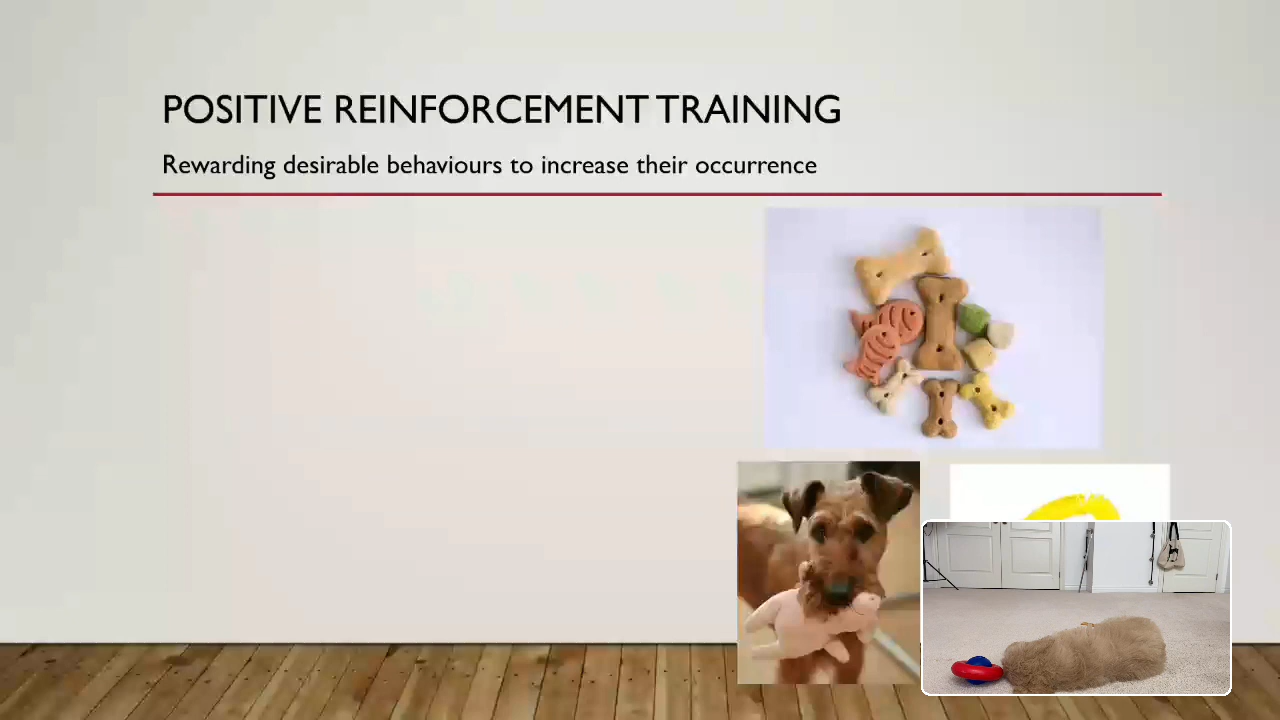 POSITIVE REINFORCEMENT TRAINING
Rewarding desirable behaviours to increase their occurrence